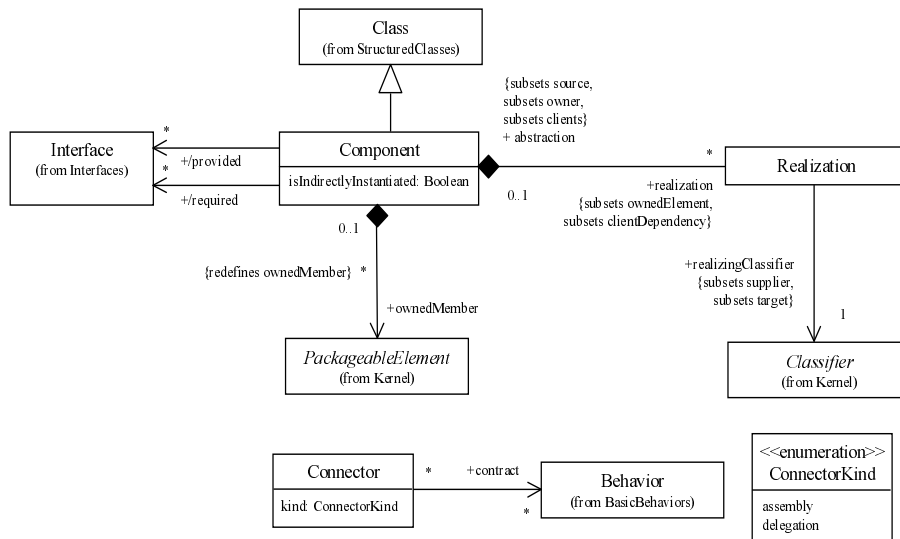 Class
(from StructuredClasses)
{subsets source,
subsets owner,
subsets clients}
+ abstraction
Interface
(from Interfaces)
*
+/provided
*
+/required
Component
isIndirectlyInstantiated: Boolean
0..1
*
Realization
+realization
{subsets ownedElement,
subsets clientDependency}
0..1
{redefines ownedMember}
*
+ownedMember
+realizingClassifier
{subsets supplier,
subsets target}
1
PackageableElement
(from Kernel)
Classifier
(from Kernel)
Connector
kind: ConnectorKind
*
+contract
*
Behavior
(from BasicBehaviors)
<<enumeration>>
ConnectorKind
assembly
delegation